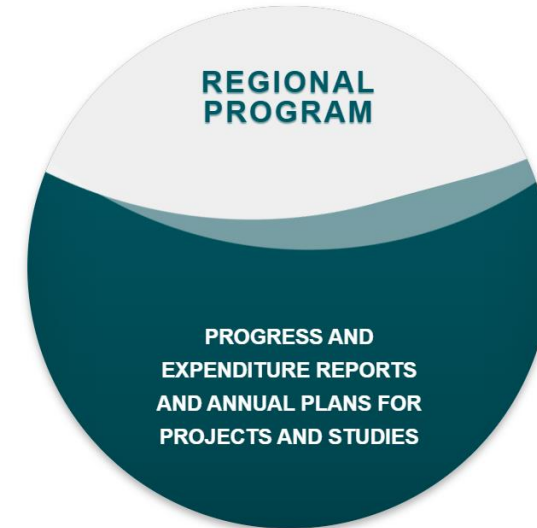 REGIONAL
PROGRAM
PROGRESS AND
EXPENDITURE REPORTS
AND ANNUAL PLANS FOR
PROJECTS AND STUDIES